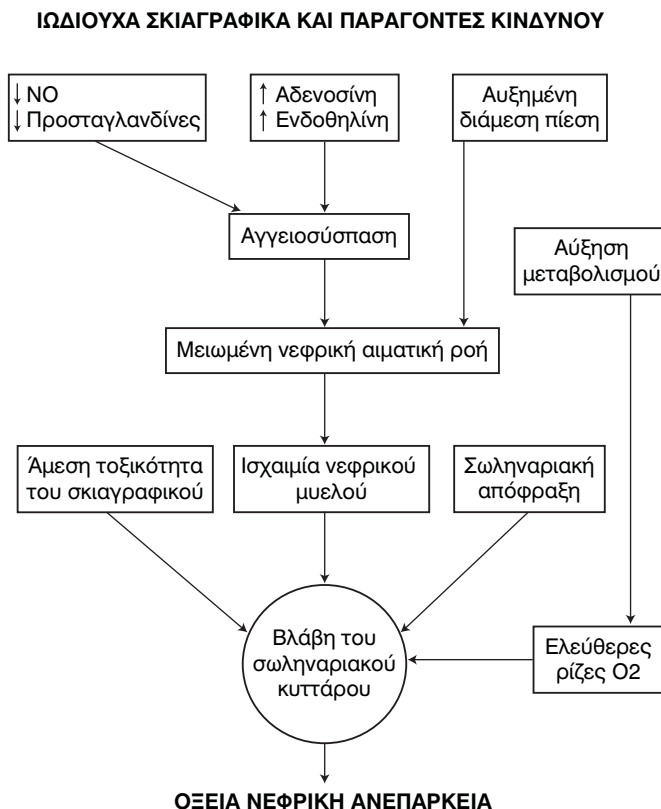 ΙΩΔΙΟΥΧΑ ΣΚΙΑΓΡΑΦΙΚΑ ΚΑΙ ΠΑΡΑΓΟΝΤΕΣ ΚΙΝΔΥΝΟΥ
↓ NO
↓ Προσταγλανδίνες
↑ Αδενοσίνη
↑ Ενδοθηλίνη
Αυξημένη
διάμεση πίεση
Αγγειοσύσπαση
Αύξηση
μεταβολισμού
Μειωμένη νεφρική αιματική ροή
Άμεση τοξικότητα
του σκιαγραφικού
Ισχαιμία νεφρικού
μυελού
Σωληναριακή
απόφραξη
Βλάβη του
σωληναριακού
κυττάρου
Ελεύθερες
ρίζες Ο2
ΟΞΕΙΑ ΝΕΦΡΙΚΗ ΑΝΕΠΑΡΚΕΙΑ